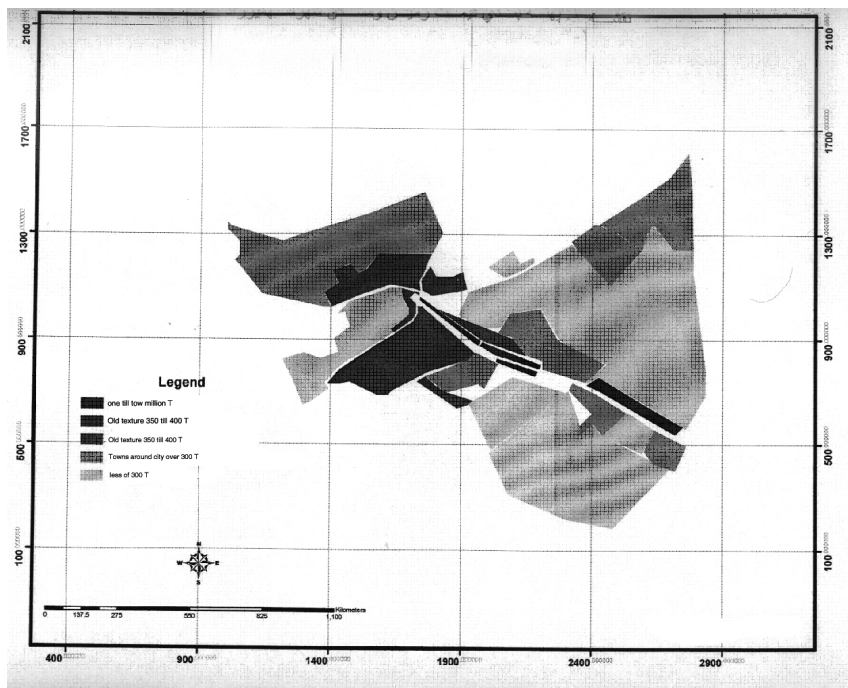 2100
2100
1700
1700
1300
1300
900
900
500
500
100
100
Legend
one till tow million T
Old texture 350 till 400 T
Old texture 350 till 400 T
Towns around city over 300 T
less of 300 T
N
W
E
S
0
137.5
275
550
825
1,100
Kilometers
400
900
1400
1900
2400
2900